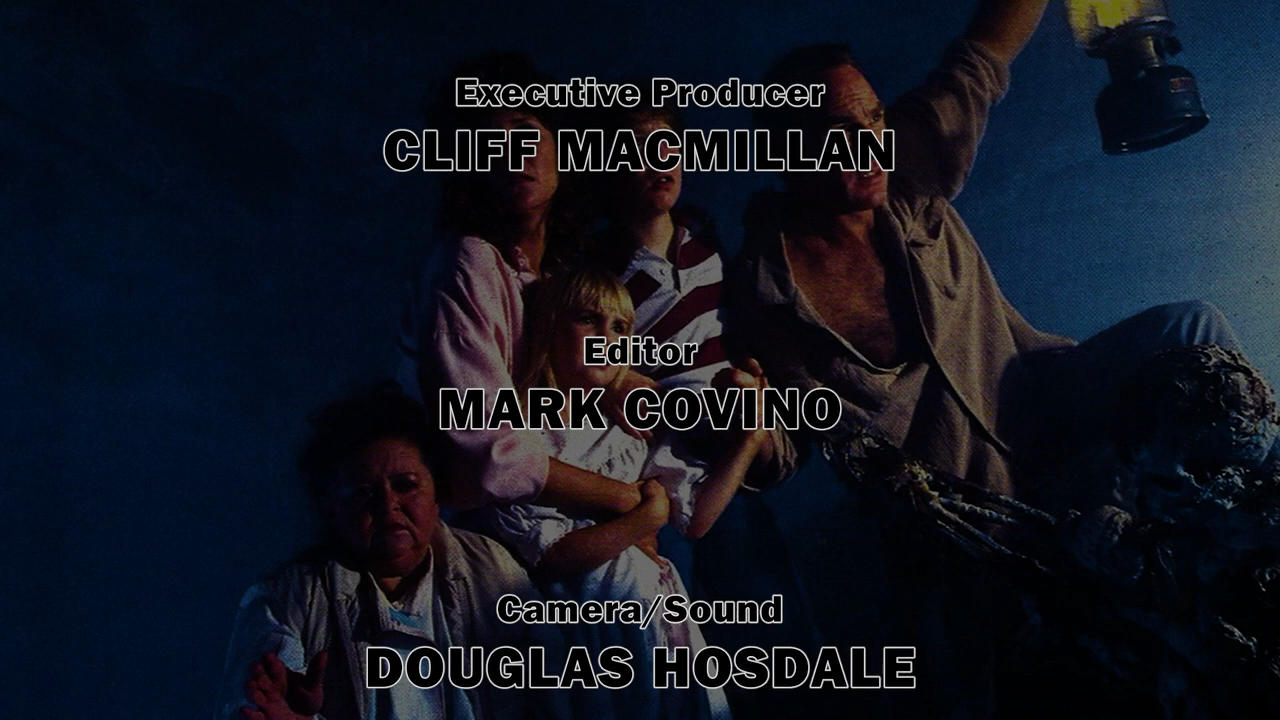 Executive Producer
CLIFF MACMILLAN
Editor
MARK COVINO
Camera/Sound
DOUGLAS HOSDALE